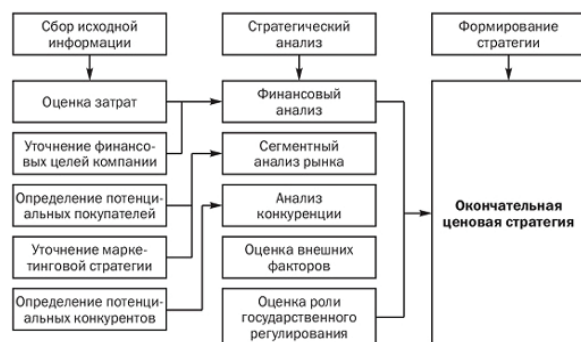 Сбор исходной
информации
Стратегический
анализ
Формирование
стратегии
Оценка затрат
Финансовый
анализ
Уточнение финансо-
вых целей компании
Сегментный
анализ рынка
Определение потенци-
альных покупателей
Анализ
конкуренции
Окончательная
ценовая стратегия
Уточнение марке-
тинговой стратегии
Оценка внешних
факторов
Определение потенци-
альных конкурентов
Оценка роли
государственного
регулирования